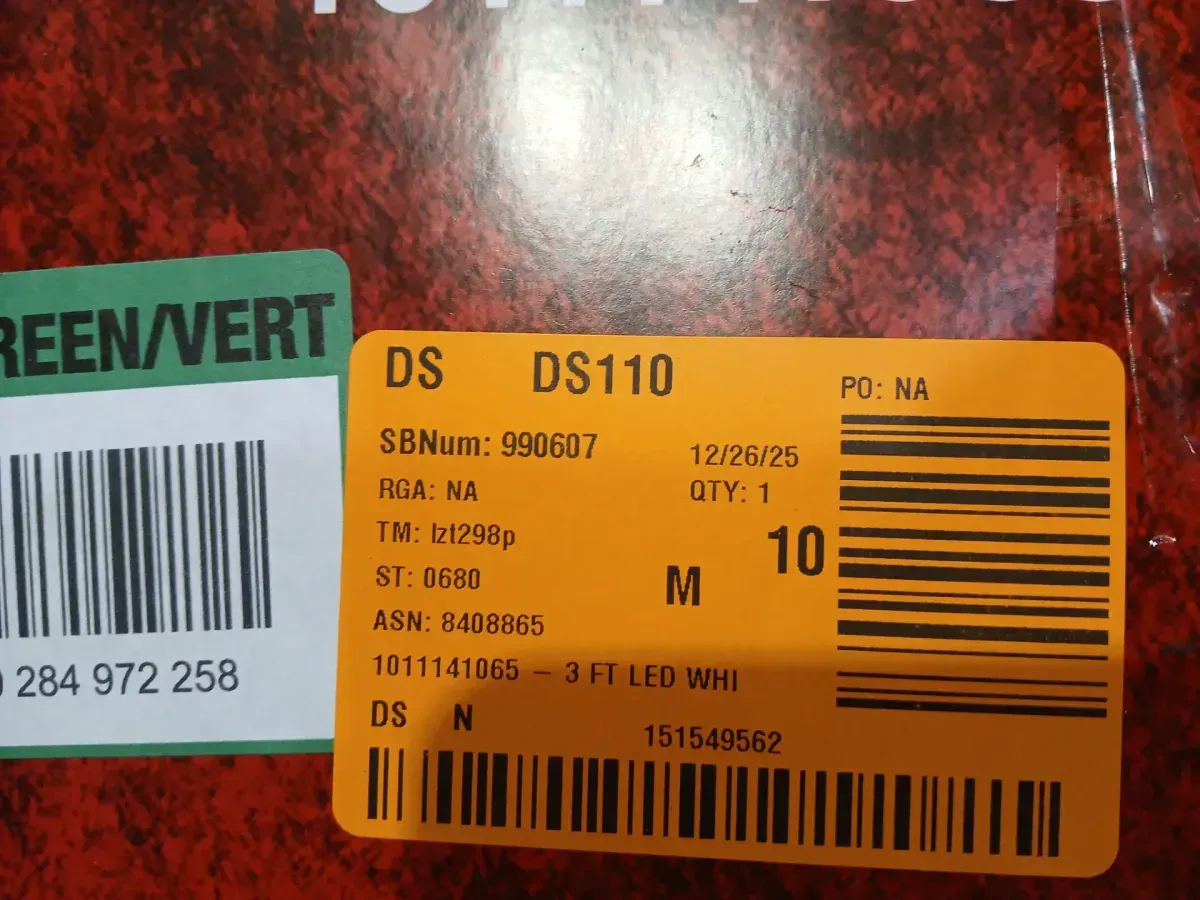 REEN/VERT
284 972 258
DS DS110
PO: NA
SBNum: 990607 12/26/25
RGA: NA QTY: 1
TM: lzt298p
10
ST: 0680 M
ASN: 8408865
1011141065 – 3 FT LED WHI
DS N 151549562